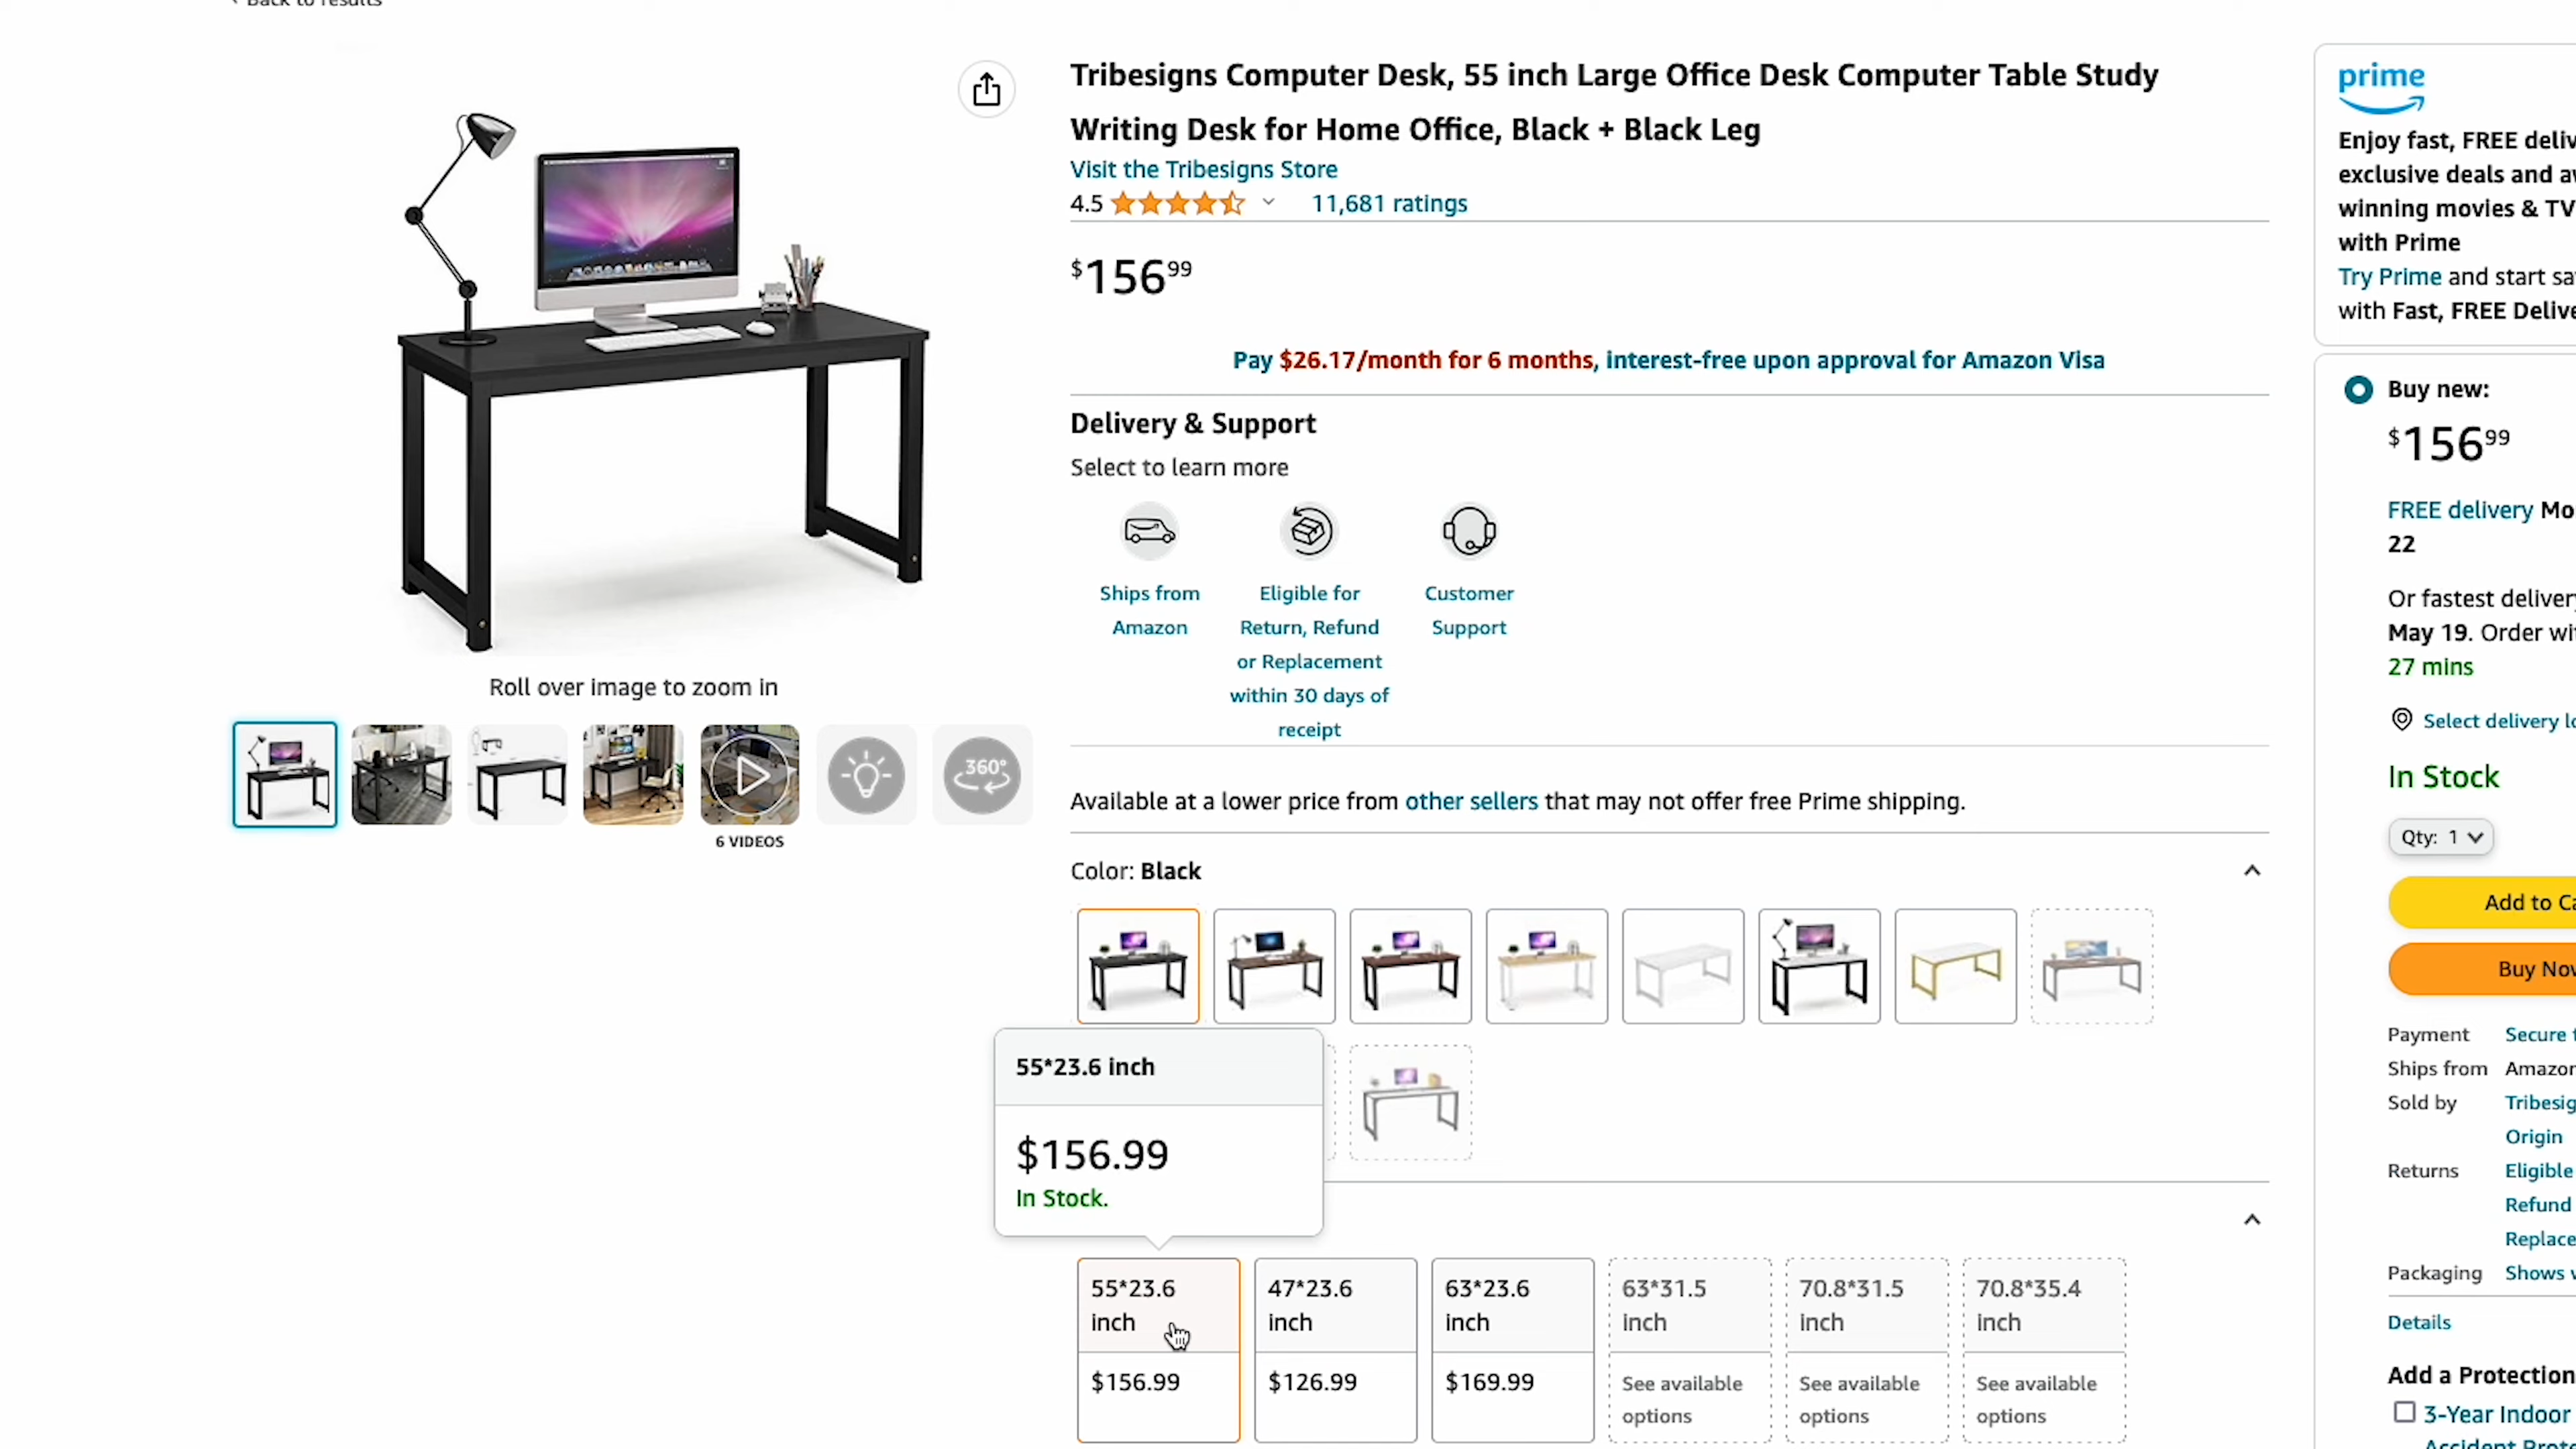 Back to results
Tribesigns Computer Desk, 55 inch Large Office Desk Computer Table Study
Writing Desk for Home Office, Black + Black Leg
Visit the Tribesigns Store
4.5 11,681 ratings
$156 99
Pay $26.17/month for 6 months, interest-free upon approval for Amazon Visa
Delivery & Support
Select to learn more
Ships from
Amazon
Eligible for
Return, Refund
or Replacement
within 30 days of
receipt
Customer
Support
Roll over image to zoom in
360°
6 VIDEOS
Available at a lower price from other sellers that may not offer free Prime shipping.
Color: Black
55*23.6 inch
$156.99
In Stock.
55*23.6
inch
$156.99
47*23.6
inch
$126.99
63*23.6
inch
$169.99
63*31.5
inch
See available
options
70.8*31.5
inch
See available
options
70.8*35.4
inch
See available
options
prime
Enjoy fast, FREE deliv
exclusive deals and aw
winning movies & TV
with Prime
Try Prime and start sa
with Fast, FREE Delive
Buy new:
$156 99
FREE delivery Mo
22
Or fastest delivery
May 19. Order wi
27 mins
Select delivery lo
In Stock
Qty: 1
Add to Ca
Buy Now
Payment Secure t
Ships from Amazon
Sold by Tribesig
Origin
Returns Eligible
Refund
Replace
Packaging Shows w
Details
Add a Protection
3-Year Indoor
Accident Prot